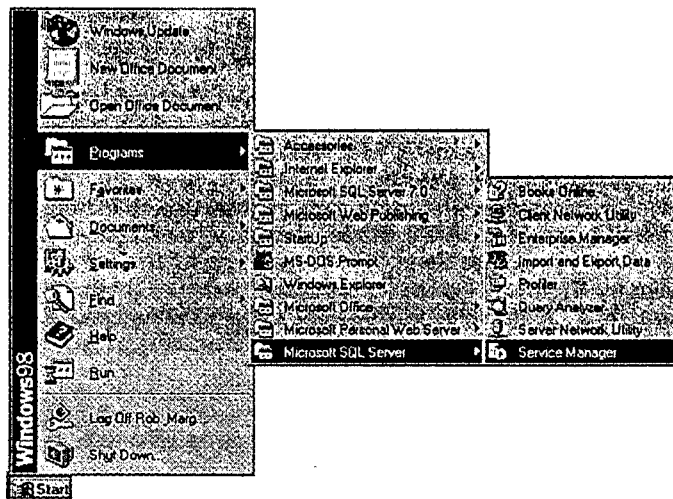 Windows Update
New Office Document
Open Office Document
Programs
Favorites
Documents
Settings
Find
Help
Run
Log Off Rob_Marg...
Shut Down...
Windows98
Start
Accessories
Internet Explorer
Microsoft SQL Server 7.0
Microsoft Web Publishing
StartUp
MS-DOS Prompt
Windows Explorer
Microsoft Office
Microsoft Personal Web Server
Microsoft SQL Server
Books Online
Client Network Utility
Enterprise Manager
Import and Export Data
Profiler
Query Analyzer
Server Network Utility
Service Manager